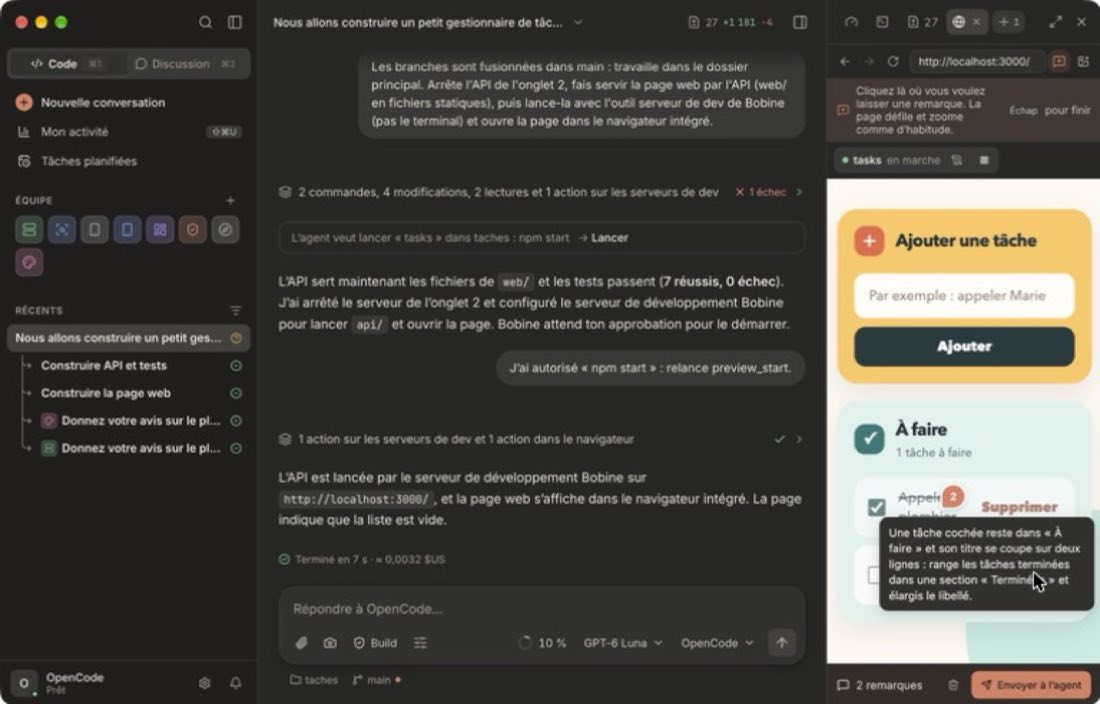 Code ⌘1
Discussion ⌘2
Nouvelle conversation
Mon activité ⇧⌘U
Tâches planifiées
ÉQUIPE
RÉCENTS
Nous allons construire un petit ges...
Construire API et tests
Construire la page web
Donnez votre avis sur le pl...
Donnez votre avis sur le pl...
O
OpenCode
Prêt
Nous allons construire un petit gestionnaire de tâc...
27 +1 181 -4
Les branches sont fusionnées dans main : travaille dans le dossier
principal. Arrête l'API de l'onglet 2, fais servir la page web par l'API (web/
en fichiers statiques), puis lance-la avec l'outil serveur de dev de Bobine
(pas le terminal) et ouvre la page dans le navigateur intégré.
2 commandes, 4 modifications, 2 lectures et 1 action sur les serveurs de dev
1 échec
L'agent veut lancer « tasks » dans taches : npm start → Lancer
L'API sert maintenant les fichiers de web/ et les tests passent (7 réussis, 0 échec).
J'ai arrêté le serveur de l'onglet 2 et configuré le serveur de développement Bobine
pour lancer api/ et ouvrir la page. Bobine attend ton approbation pour le démarrer.
J'ai autorisé « npm start » : relance preview_start.
1 action sur les serveurs de dev et 1 action dans le navigateur
L'API est lancée par le serveur de développement Bobine sur
http://localhost:3000/ , et la page web s'affiche dans le navigateur intégré. La page
indique que la liste est vide.
Terminé en 7 s · ≈ 0,0032 $US
Répondre à OpenCode...
Build
10 %
GPT-6 Luna
OpenCode
taches
main
27
1
http://localhost:3000/
Cliquez là où vous voulez
laisser une remarque. La
page défile et zoome
comme d'habitude.
Échap pour finir
tasks en marche
Ajouter une tâche
Par exemple : appeler Marie
Ajouter
À faire
1 tâche à faire
2
Supprimer
Une tâche cochée reste dans « À
faire » et son titre se coupe sur deux
lignes : range les tâches terminées
dans une section « » et
élargis le libellé.
2 remarques
Envoyer à l'agent